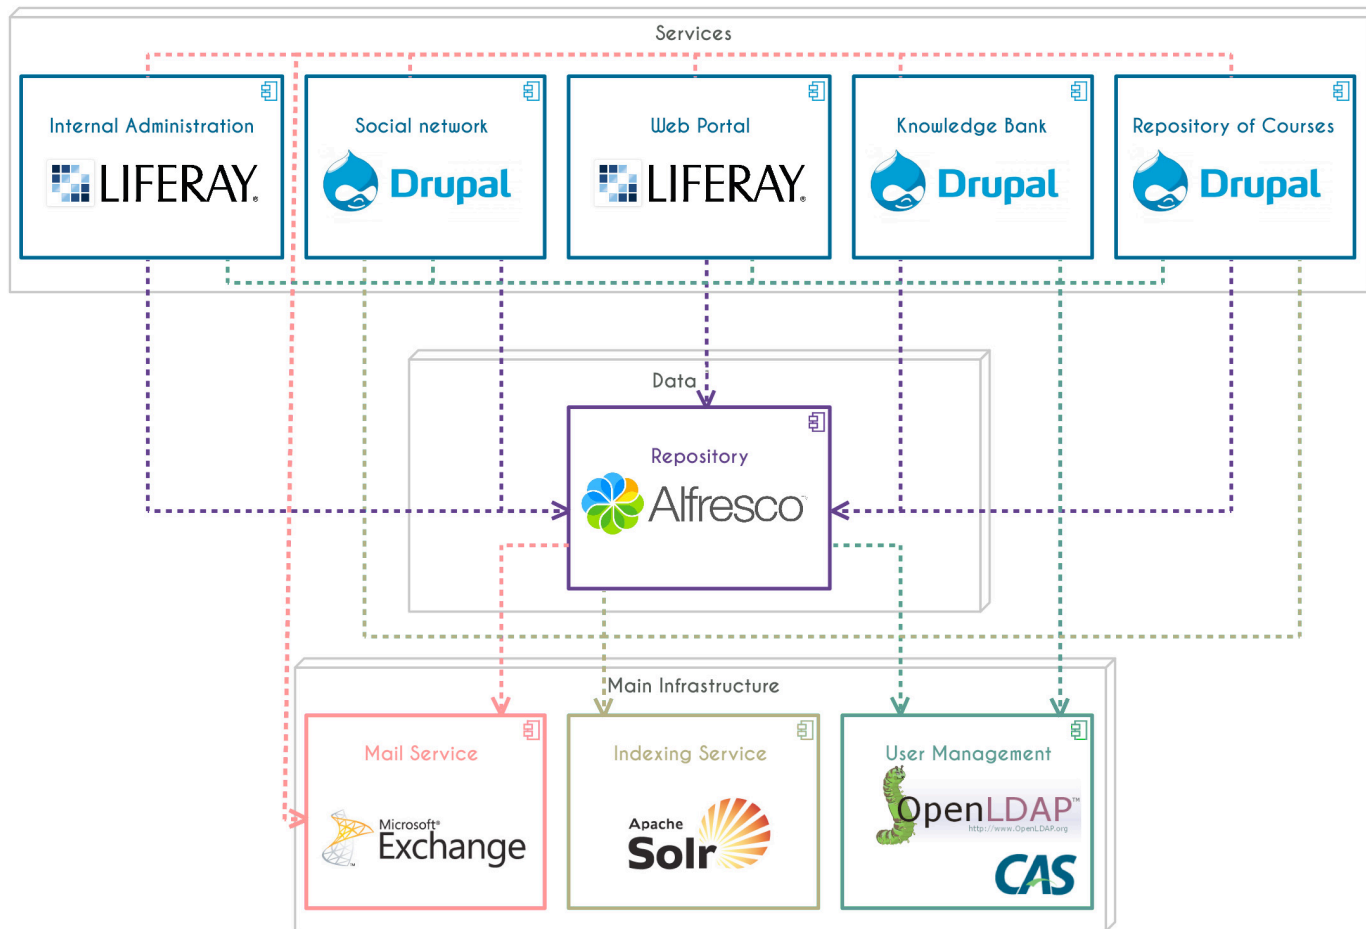 Services
Internal Administration
LIFERAY.
Social network
Drupal
Web Portal
LIFERAY.
Knowledge Bank
Drupal
Repository of Courses
Drupal
Data
Repository
Alfresco
Main Infrastructure
Mail Service
Microsoft®
Exchange
Indexing Service
Apache
Solr
User Management
OpenLDAP™
http://www.OpenLDAP.org
CAS